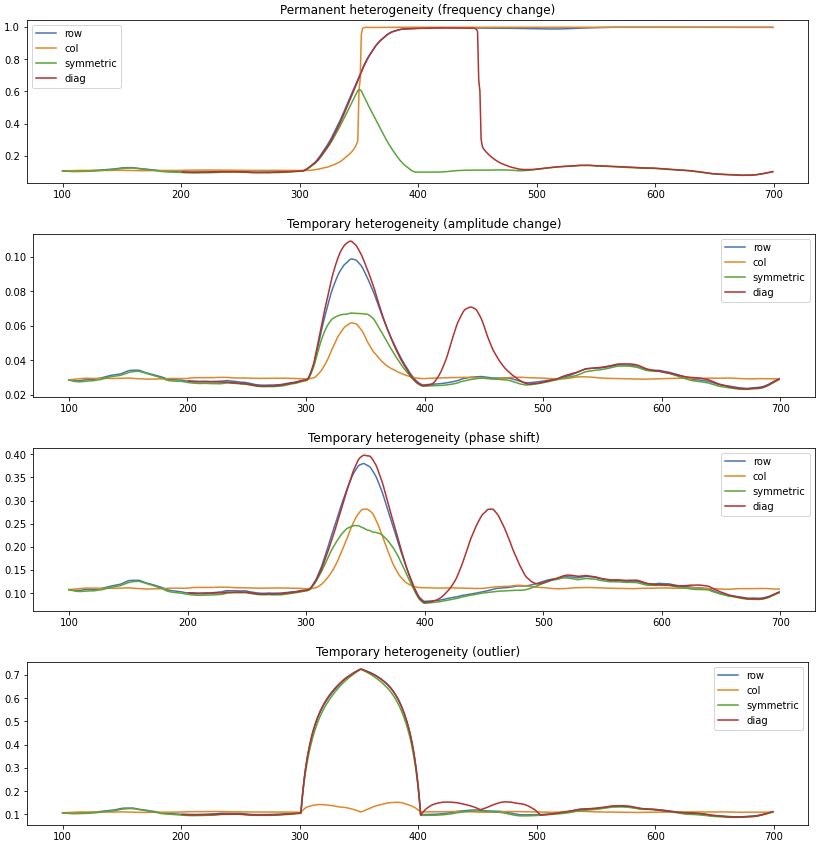 Permanent heterogeneity (frequency change)
1.0
0.8
0.6
0.4
0.2
row
col
symmetric
diag
100 200 300 400 500 600 700
Temporary heterogeneity (amplitude change)
0.10
0.08
0.06
0.04
0.02
row
col
symmetric
diag
100 200 300 400 500 600 700
Temporary heterogeneity (phase shift)
0.40
0.35
0.30
0.25
0.20
0.15
0.10
row
col
symmetric
diag
100 200 300 400 500 600 700
Temporary heterogeneity (outlier)
0.7
0.6
0.5
0.4
0.3
0.2
0.1
row
col
symmetric
diag
100 200 300 400 500 600 700